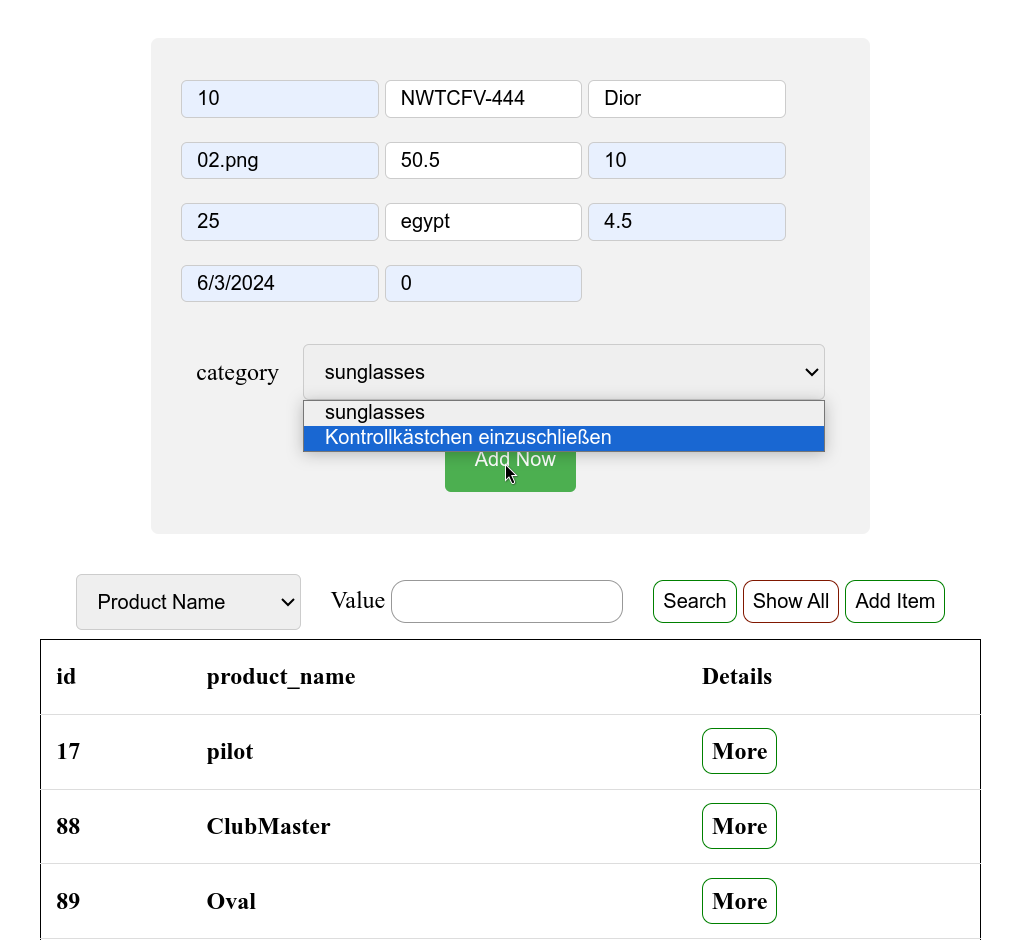 10 NWTCFV-444 Dior
02.png 50.5 10
25 egypt 4.5
6/3/2024 0
category sunglasses
sunglasses
Kontrollkästchen einzuschließen
Add Now
Product Name Value Search Show All Add Item
id product_name Details
17 pilot More
88 ClubMaster More
89 Oval More